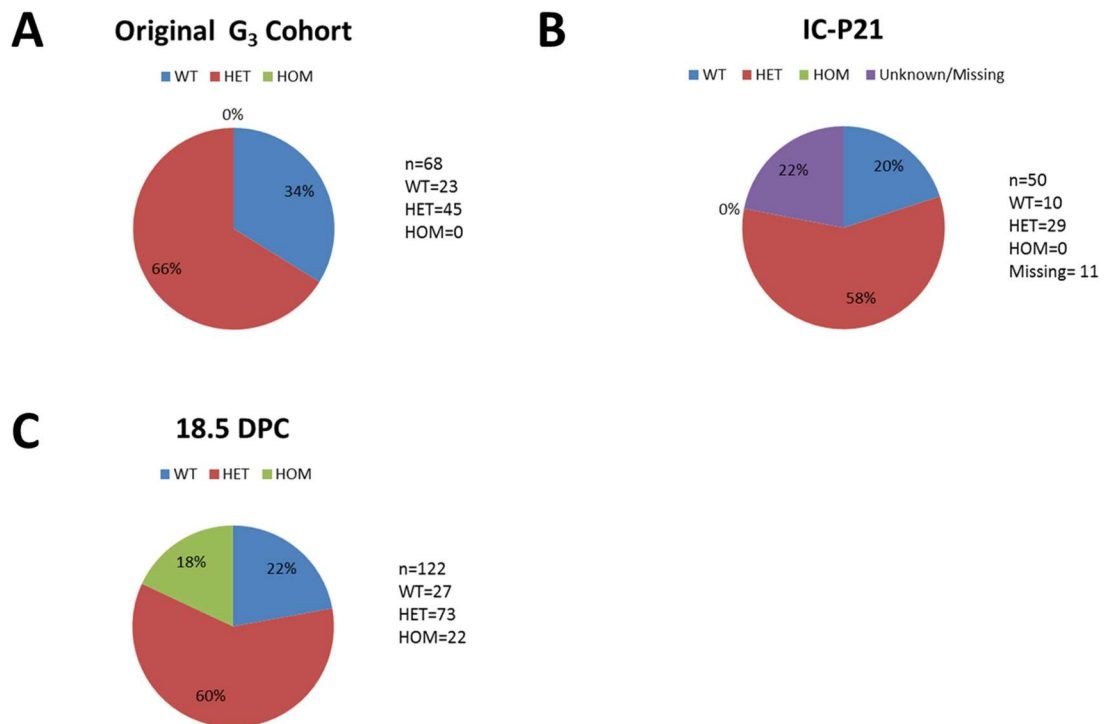 A
Original G₃ Cohort
WT HET HOM
0%
34%
66%
n=68
WT=23
HET=45
HOM=0
B
IC-P21
WT HET HOM Unknown/Missing
22%
20%
0%
58%
n=50
WT=10
HET=29
HOM=0
Missing= 11
C
18.5 DPC
WT HET HOM
18%
22%
60%
n=122
WT=27
HET=73
HOM=22